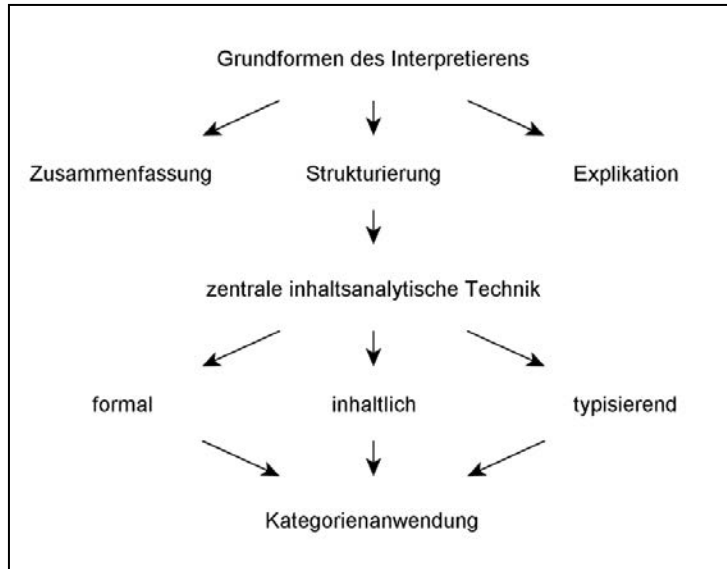 Grundformen des Interpretierens
Zusammenfassung Strukturierung Explikation
zentrale inhaltsanalytische Technik
formal inhaltlich typisierend
Kategorienanwendung